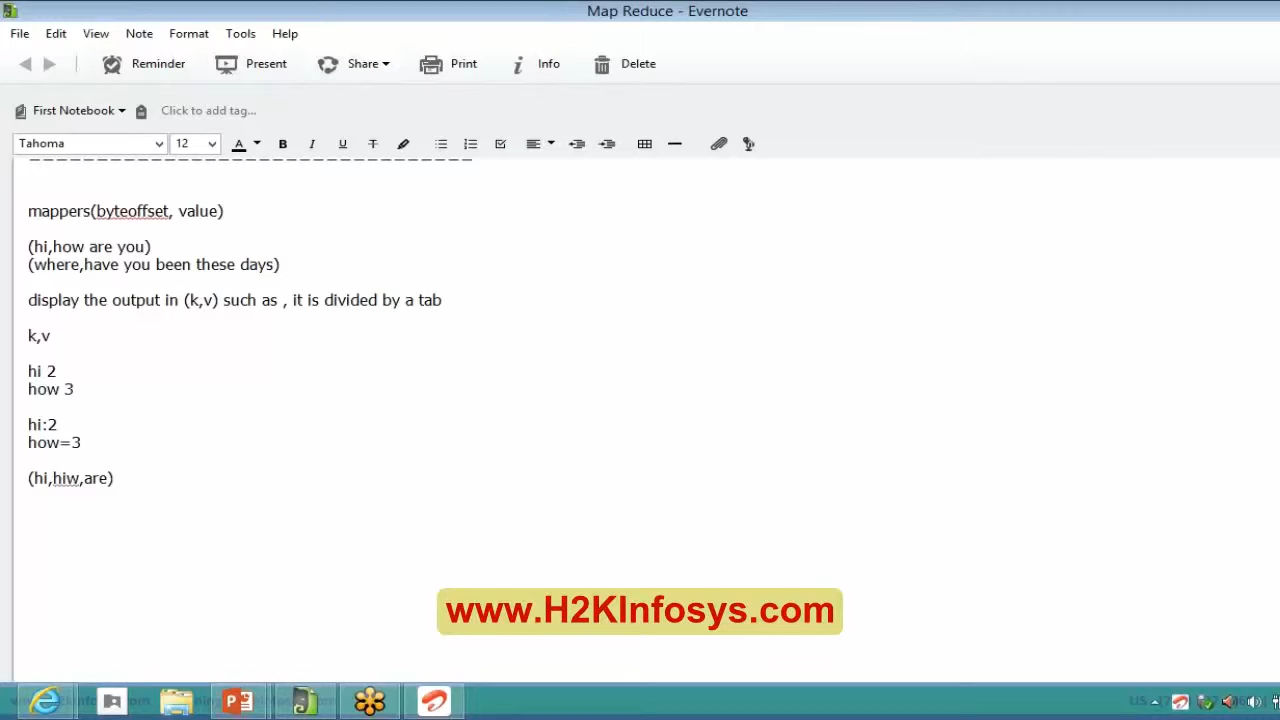 Map Reduce - Evernote
File Edit View Note Format Tools Help
Reminder Present Share Print Info Delete
First Notebook Click to add tag...
Tahoma 12 A B I U T
mappers(byteoffset, value)
(hi,how are you)
(where,have you been these days)
display the output in (k,v) such as , it is divided by a tab
k,v
hi 2
how 3
hi:2
how=3
(hi,hiw,are)
www.H2KInfosys.com
US